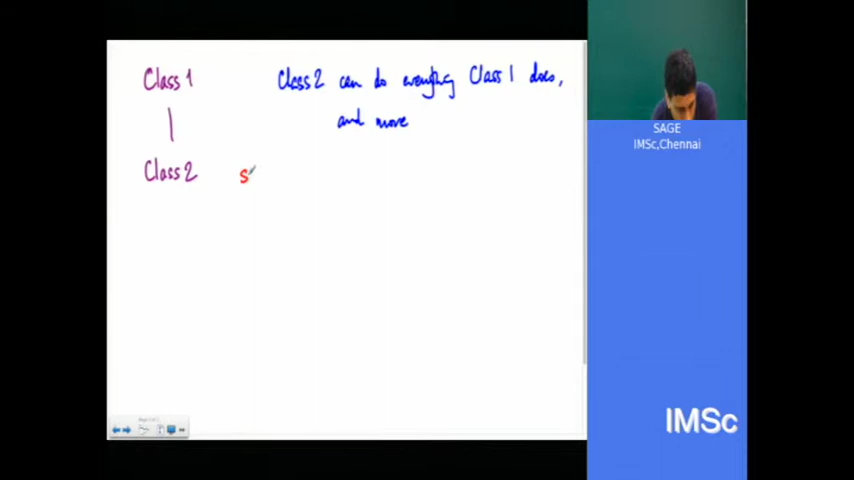 Class 1
Class 2 can do everything Class 1 does,
and more
Class 2
s
SAGE
IMSc,Chennai
IMSc